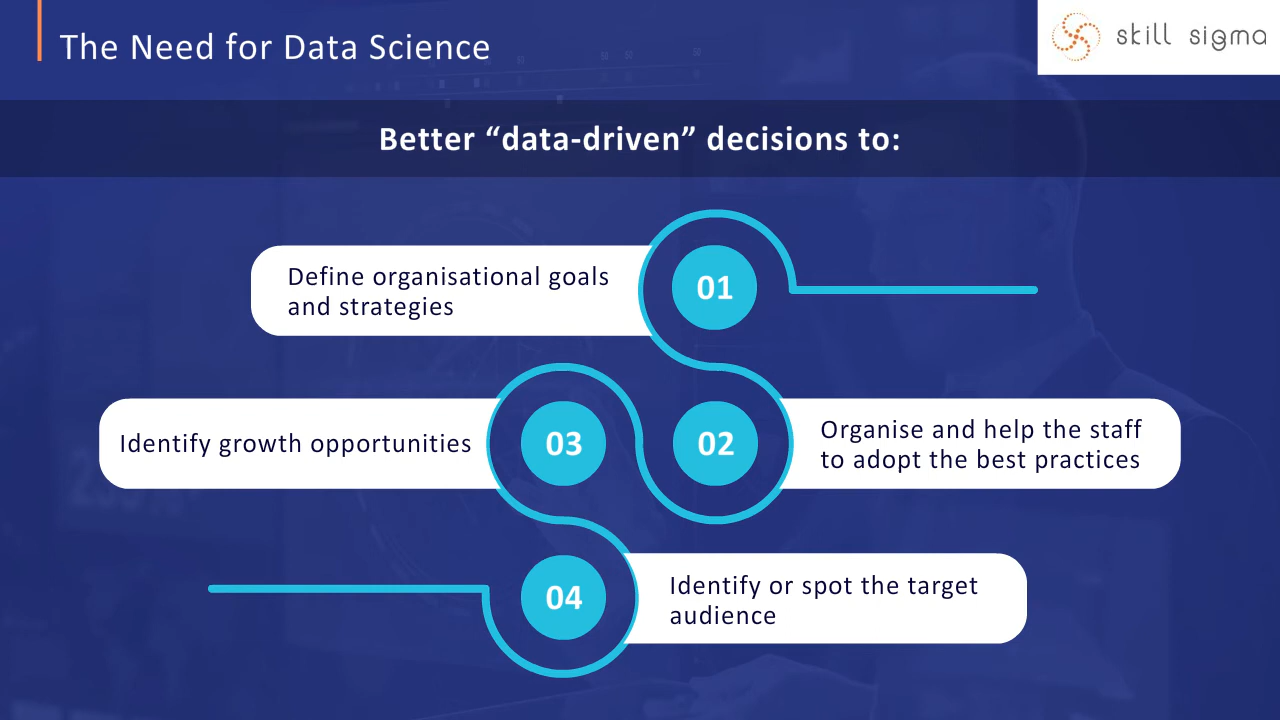 The Need for Data Science
skill sigma
Better “data-driven” decisions to:
Define organisational goals
and strategies
01
02
Organise and help the staff
to adopt the best practices
03
Identify growth opportunities
04
Identify or spot the target
audience